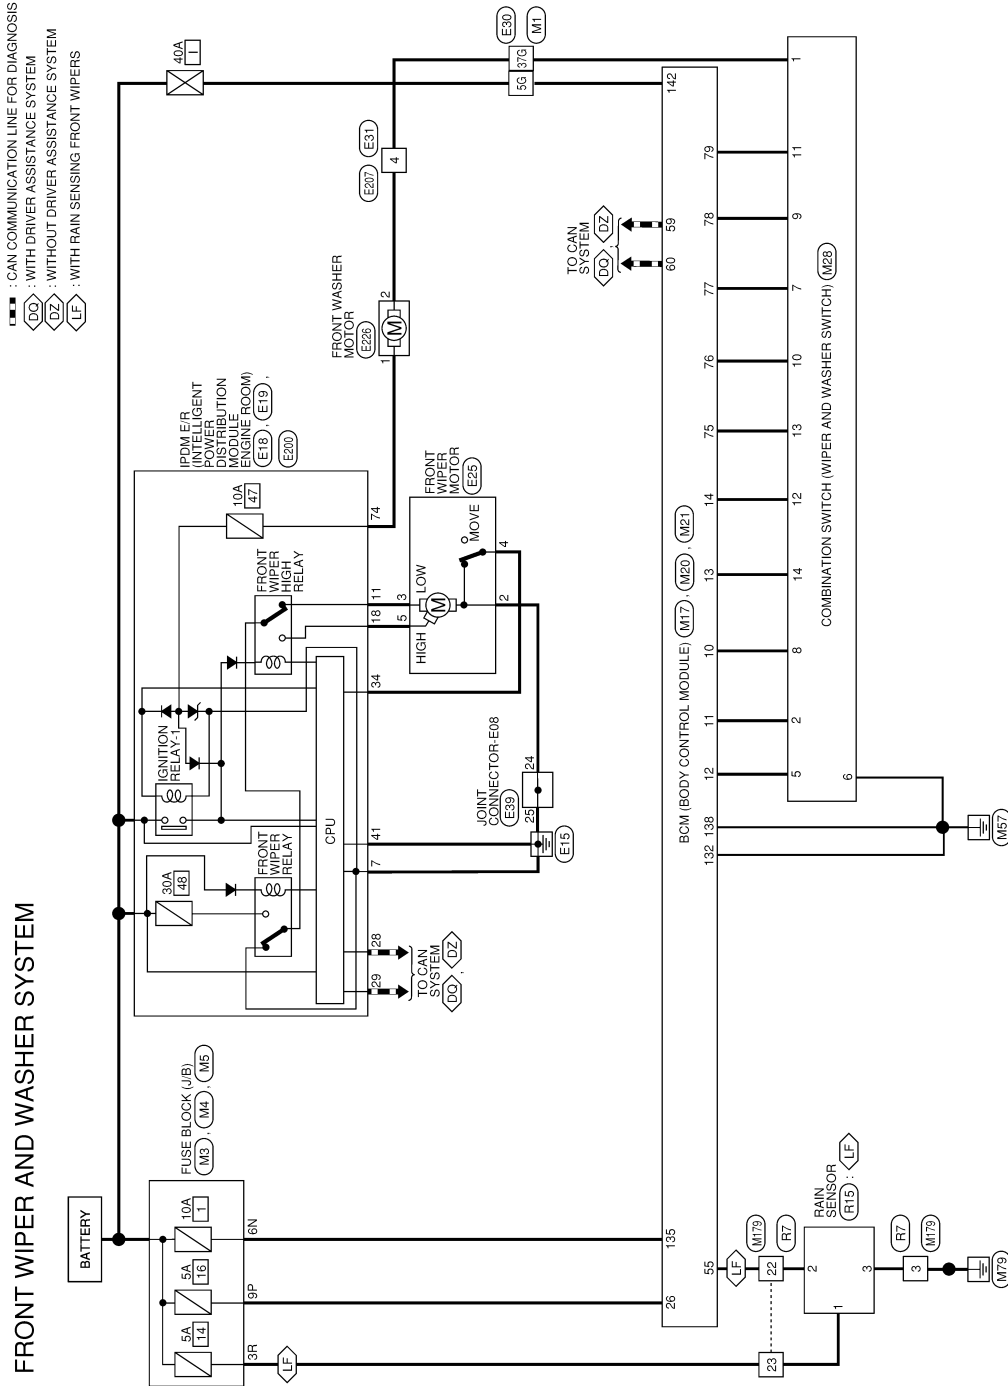 FRONT WIPER AND WASHER SYSTEM
: CAN COMMUNICATION LINE FOR DIAGNOSIS
DQ : WITH DRIVER ASSISTANCE SYSTEM
DZ : WITHOUT DRIVER ASSISTANCE SYSTEM
LF : WITH RAIN SENSING FRONT WIPERS
BATTERY
40A
I
FUSE BLOCK (J/B)
M3 , M4 , M5
5A
14
5A
16
10A
1
3R
9P
6N
LF
IPDM E/R
(INTELLIGENT
POWER
DISTRIBUTION
MODULE
ENGINE ROOM)
E18 , E19 ,
E200
30A
48
FRONT
WIPER
RELAY
IGNITION
RELAY-1
FRONT
WIPER
HIGH
RELAY
10A
47
CPU
29
28
7
41
34
18
11
74
TO CAN
SYSTEM
DQ , DZ
FRONT
WIPER
MOTOR
E25
5
3
HIGH
LOW
M
MOVE
2
4
JOINT
CONNECTOR-E08
E39
25
24
E15
FRONT WASHER
MOTOR
E226
1
M
2
E207
E31
4
E30
M1
5G
37G
TO CAN
SYSTEM
DQ , DZ
60
59
142
135
26
55
132
138
12
11
10
13
14
75
76
77
78
79
BCM (BODY CONTROL MODULE) M17 , M20 , M21
5
2
8
14
12
13
10
7
9
11
1
6
COMBINATION SWITCH (WIPER AND WASHER SWITCH) M28
M57
LF
M179
R7
22
23
RAIN
SENSOR
R15 : LF
2
1
3
R7
M179
3
M79